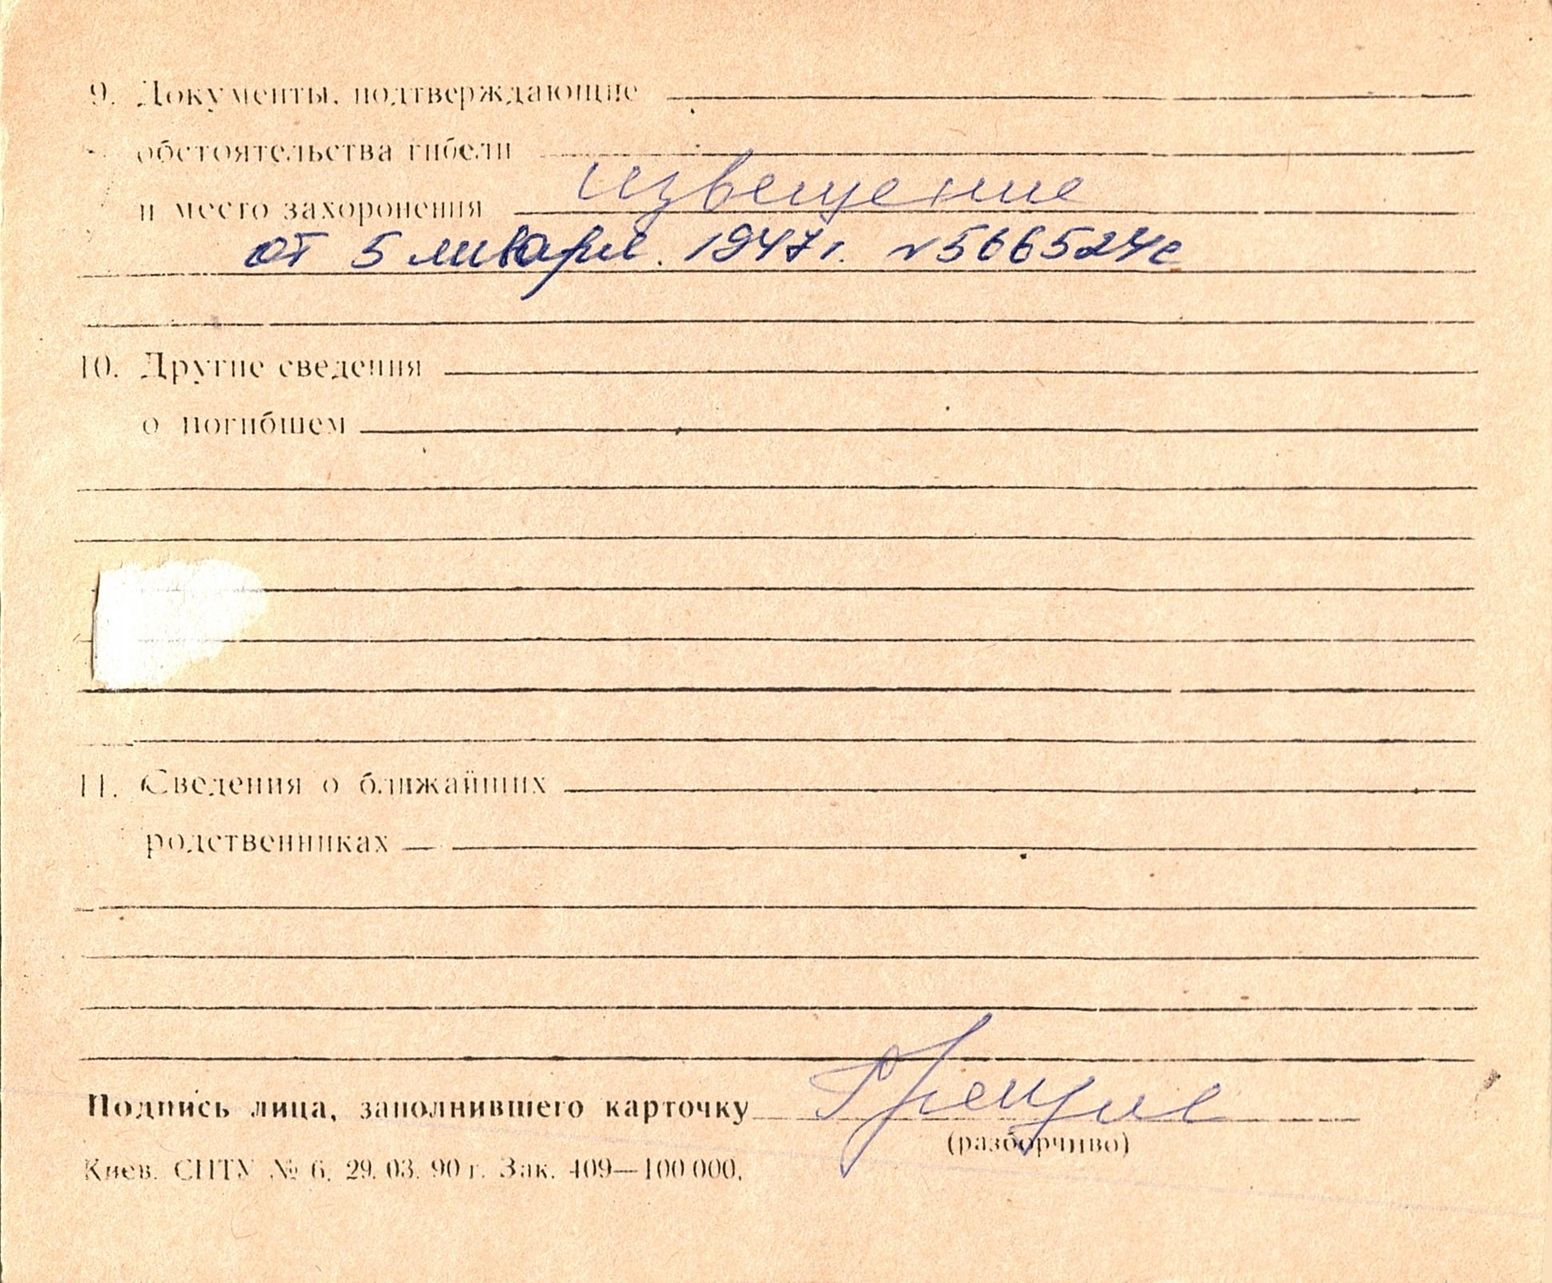 9. Документы, подтверждающие
обстоятельства гибели
и место захоронения извещение
от 5 января. 1947 г. №566524с
10. Другие сведения
о погибшем
11. Сведения о ближайших
родственниках
Подпись лица, заполнившего карточку
(разборчиво)
Киев. СПТУ № 6. 29. 03. 90 г. Зак. 409—100 000.